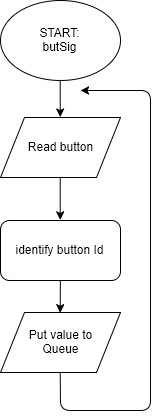 START:
butSig
Read button
identify button Id
Put value to
Queue